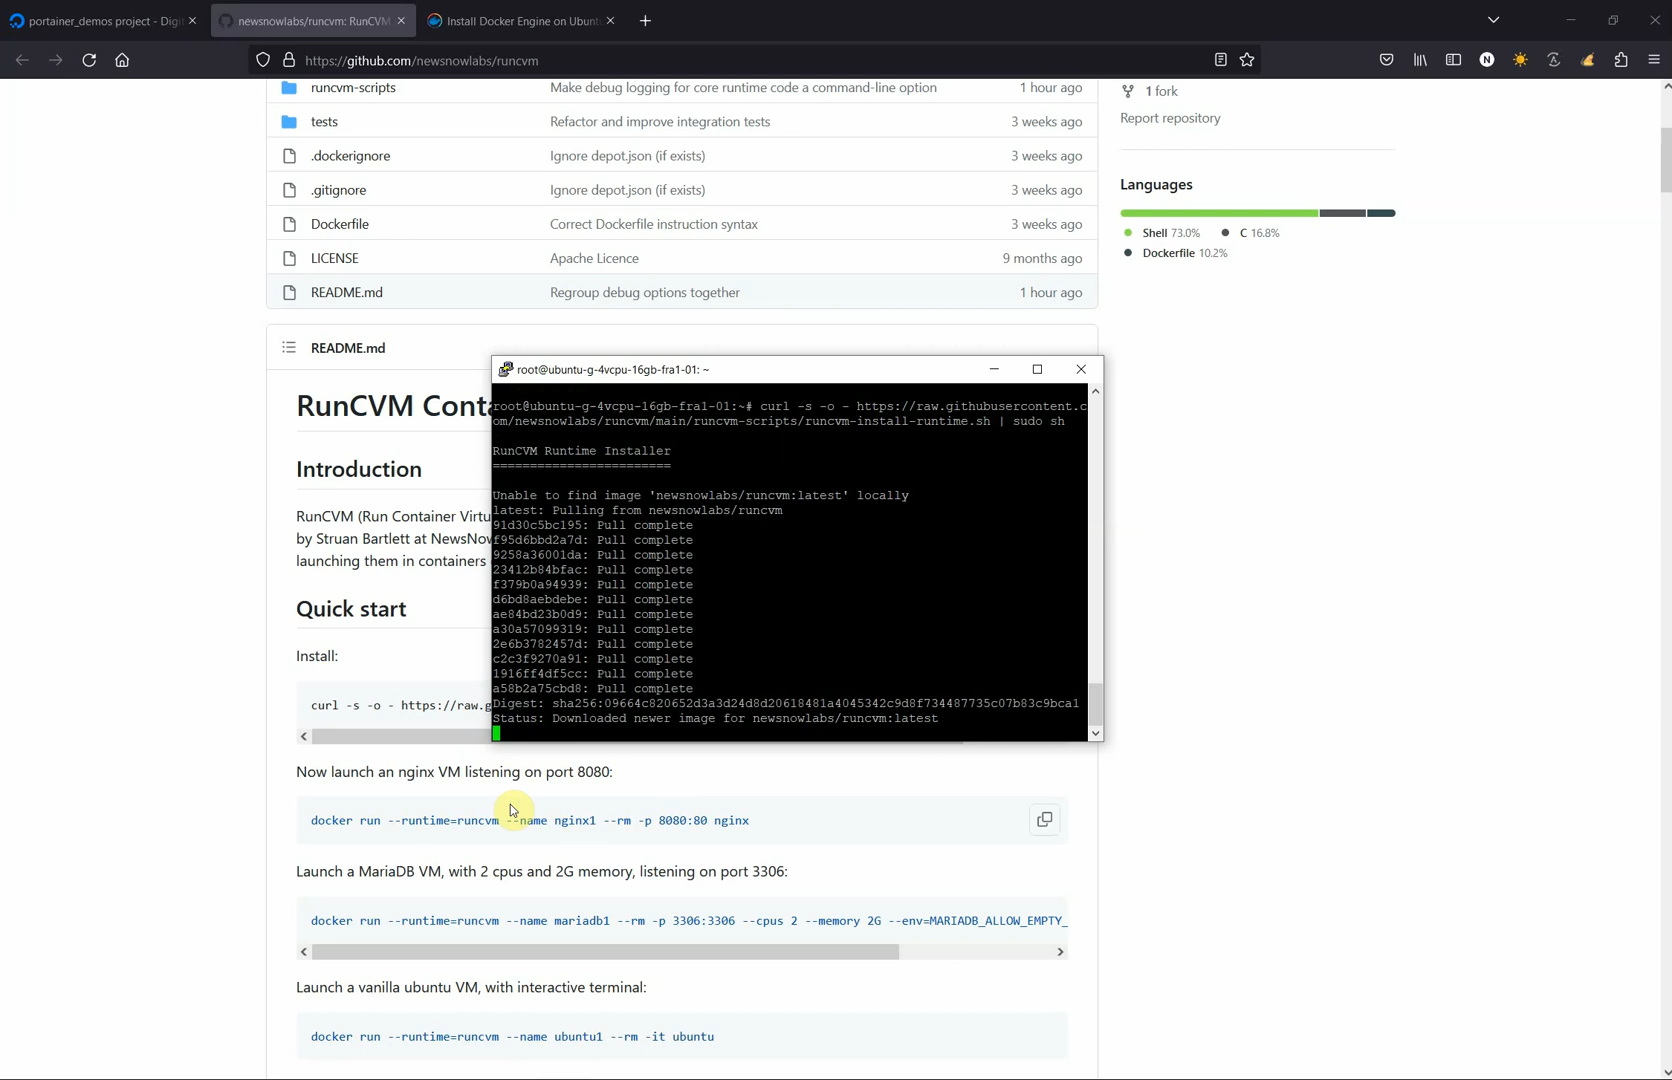 portainer_demos project - Digi
newsnowlabs/runcvm: RunCVM
Install Docker Engine on Ubuntu
https://github.com/newsnowlabs/runcvm
N
runcvm-scripts Make debug logging for core runtime code a command-line option 1 hour ago
tests Refactor and improve integration tests 3 weeks ago
.dockerignore Ignore depot.json (if exists) 3 weeks ago
.gitignore Ignore depot.json (if exists) 3 weeks ago
Dockerfile Correct Dockerfile instruction syntax 3 weeks ago
LICENSE Apache Licence 9 months ago
README.md Regroup debug options together 1 hour ago
1 fork
Report repository
Languages
Shell 73.0% C 16.8%
Dockerfile 10.2%
README.md
RunCVM Conta
Introduction
RunCVM (Run Container Virtu
by Struan Bartlett at NewsNow
launching them in containers
Quick start
Install:
curl -s -o - https://raw.g
root@ubuntu-g-4vcpu-16gb-fra1-01: ~
root@ubuntu-g-4vcpu-16gb-fra1-01:~# curl -s -o - https://raw.githubusercontent.c
om/newsnowlabs/runcvm/main/runcvm-scripts/runcvm-install-runtime.sh | sudo sh
RunCVM Runtime Installer
========================
Unable to find image 'newsnowlabs/runcvm:latest' locally
latest: Pulling from newsnowlabs/runcvm
91d30c5bc195: Pull complete
f95d6bbd2a7d: Pull complete
9258a36001da: Pull complete
23412b84bfac: Pull complete
f379b0a94939: Pull complete
d6bd8aebdebe: Pull complete
ae84bd23b0d9: Pull complete
a30a57099319: Pull complete
2e6b3782457d: Pull complete
c2c3f9270a91: Pull complete
1916ff4df5cc: Pull complete
a58b2a75cbd8: Pull complete
Digest: sha256:09664c820652d3a3d24d8d20618481a4045342c9d8f734487735c07b83c9bca1
Status: Downloaded newer image for newsnowlabs/runcvm:latest
Now launch an nginx VM listening on port 8080:
docker run --runtime=runcvm --name nginx1 --rm -p 8080:80 nginx
Launch a MariaDB VM, with 2 cpus and 2G memory, listening on port 3306:
docker run --runtime=runcvm --name mariadb1 --rm -p 3306:3306 --cpus 2 --memory 2G --env=MARIADB_ALLOW_EMPTY_
Launch a vanilla ubuntu VM, with interactive terminal:
docker run --runtime=runcvm --name ubuntu1 --rm -it ubuntu